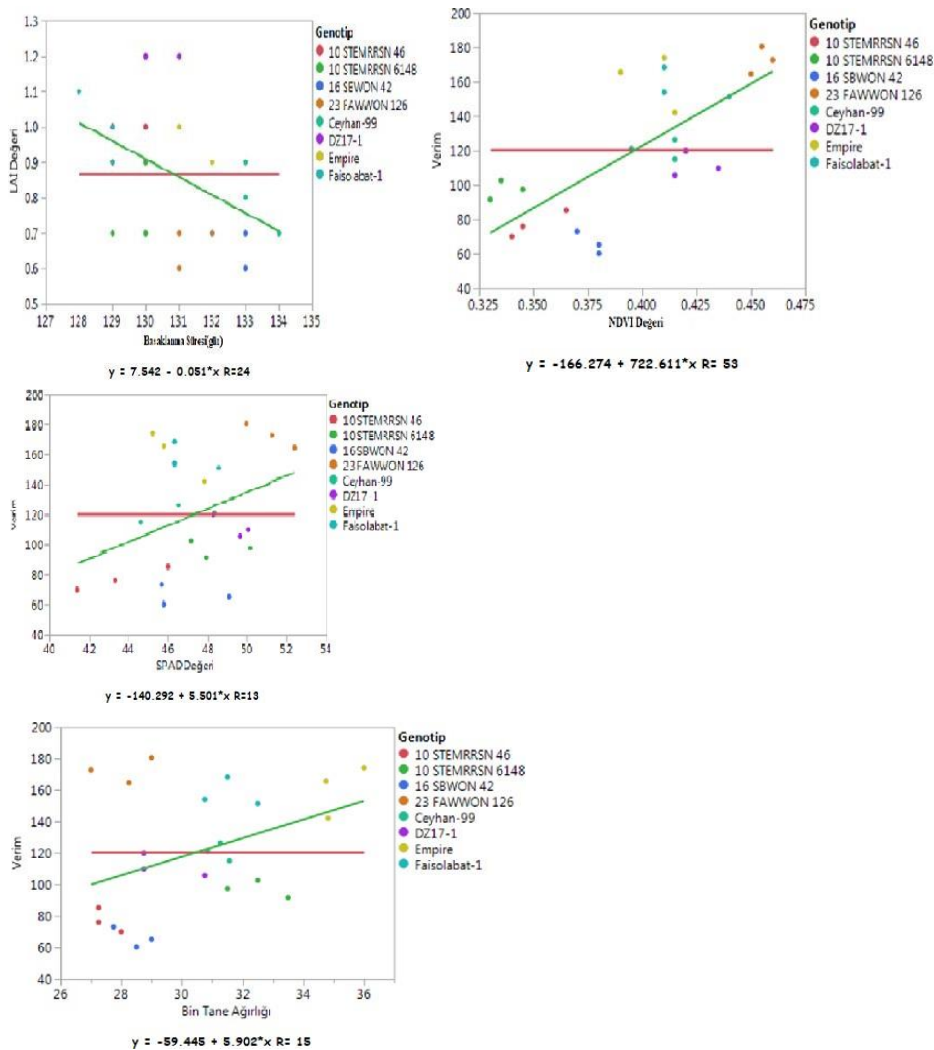 1.3
1.2
1.1
1.0
0.9
0.8
0.7
0.6
0.5
LAI Değeri
127 128 129 130 131 132 133 134 135
Başaklanma Süresi(gün)
Genotip
10 STEMRRSN 46
10 STEMRRSN 6148
16 SBWON 42
23 FAWWON 126
Ceyhan-99
DZ17-1
Empire
Faisolabat-1
y = 7.542 - 0.051*x R=24
200
180
160
140
120
100
80
60
40
Verim
0.325 0.350 0.375 0.400 0.425 0.450 0.475
NDVI Değeri
Genotip
10 STEMRRSN 46
10 STEMRRSN 6148
16 SBWON 42
23 FAWWON 126
Ceyhan-99
DZ17-1
Empire
Faisolabat-1
y = -166.274 + 722.611*x R= 53
200
180
160
140
120
100
80
60
40
Verim
40 42 44 46 48 50 52 54
SPAD Değeri
Genotip
10 STEMRRSN 46
10 STEMRRSN 6148
16 SBWON 42
23 FAWWON 126
Ceyhan-99
DZ17-1
Empire
Faisolabat-1
y = -140.292 + 5.501*x R=13
200
180
160
140
120
100
80
60
40
Verim
26 28 30 32 34 36
Bin Tane Ağırlığı
Genotip
10 STEMRRSN 46
10 STEMRRSN 6148
16 SBWON 42
23 FAWWON 126
Ceyhan-99
DZ17-1
Empire
Faisolabat-1
y = -59.445 + 5.902*x R= 15